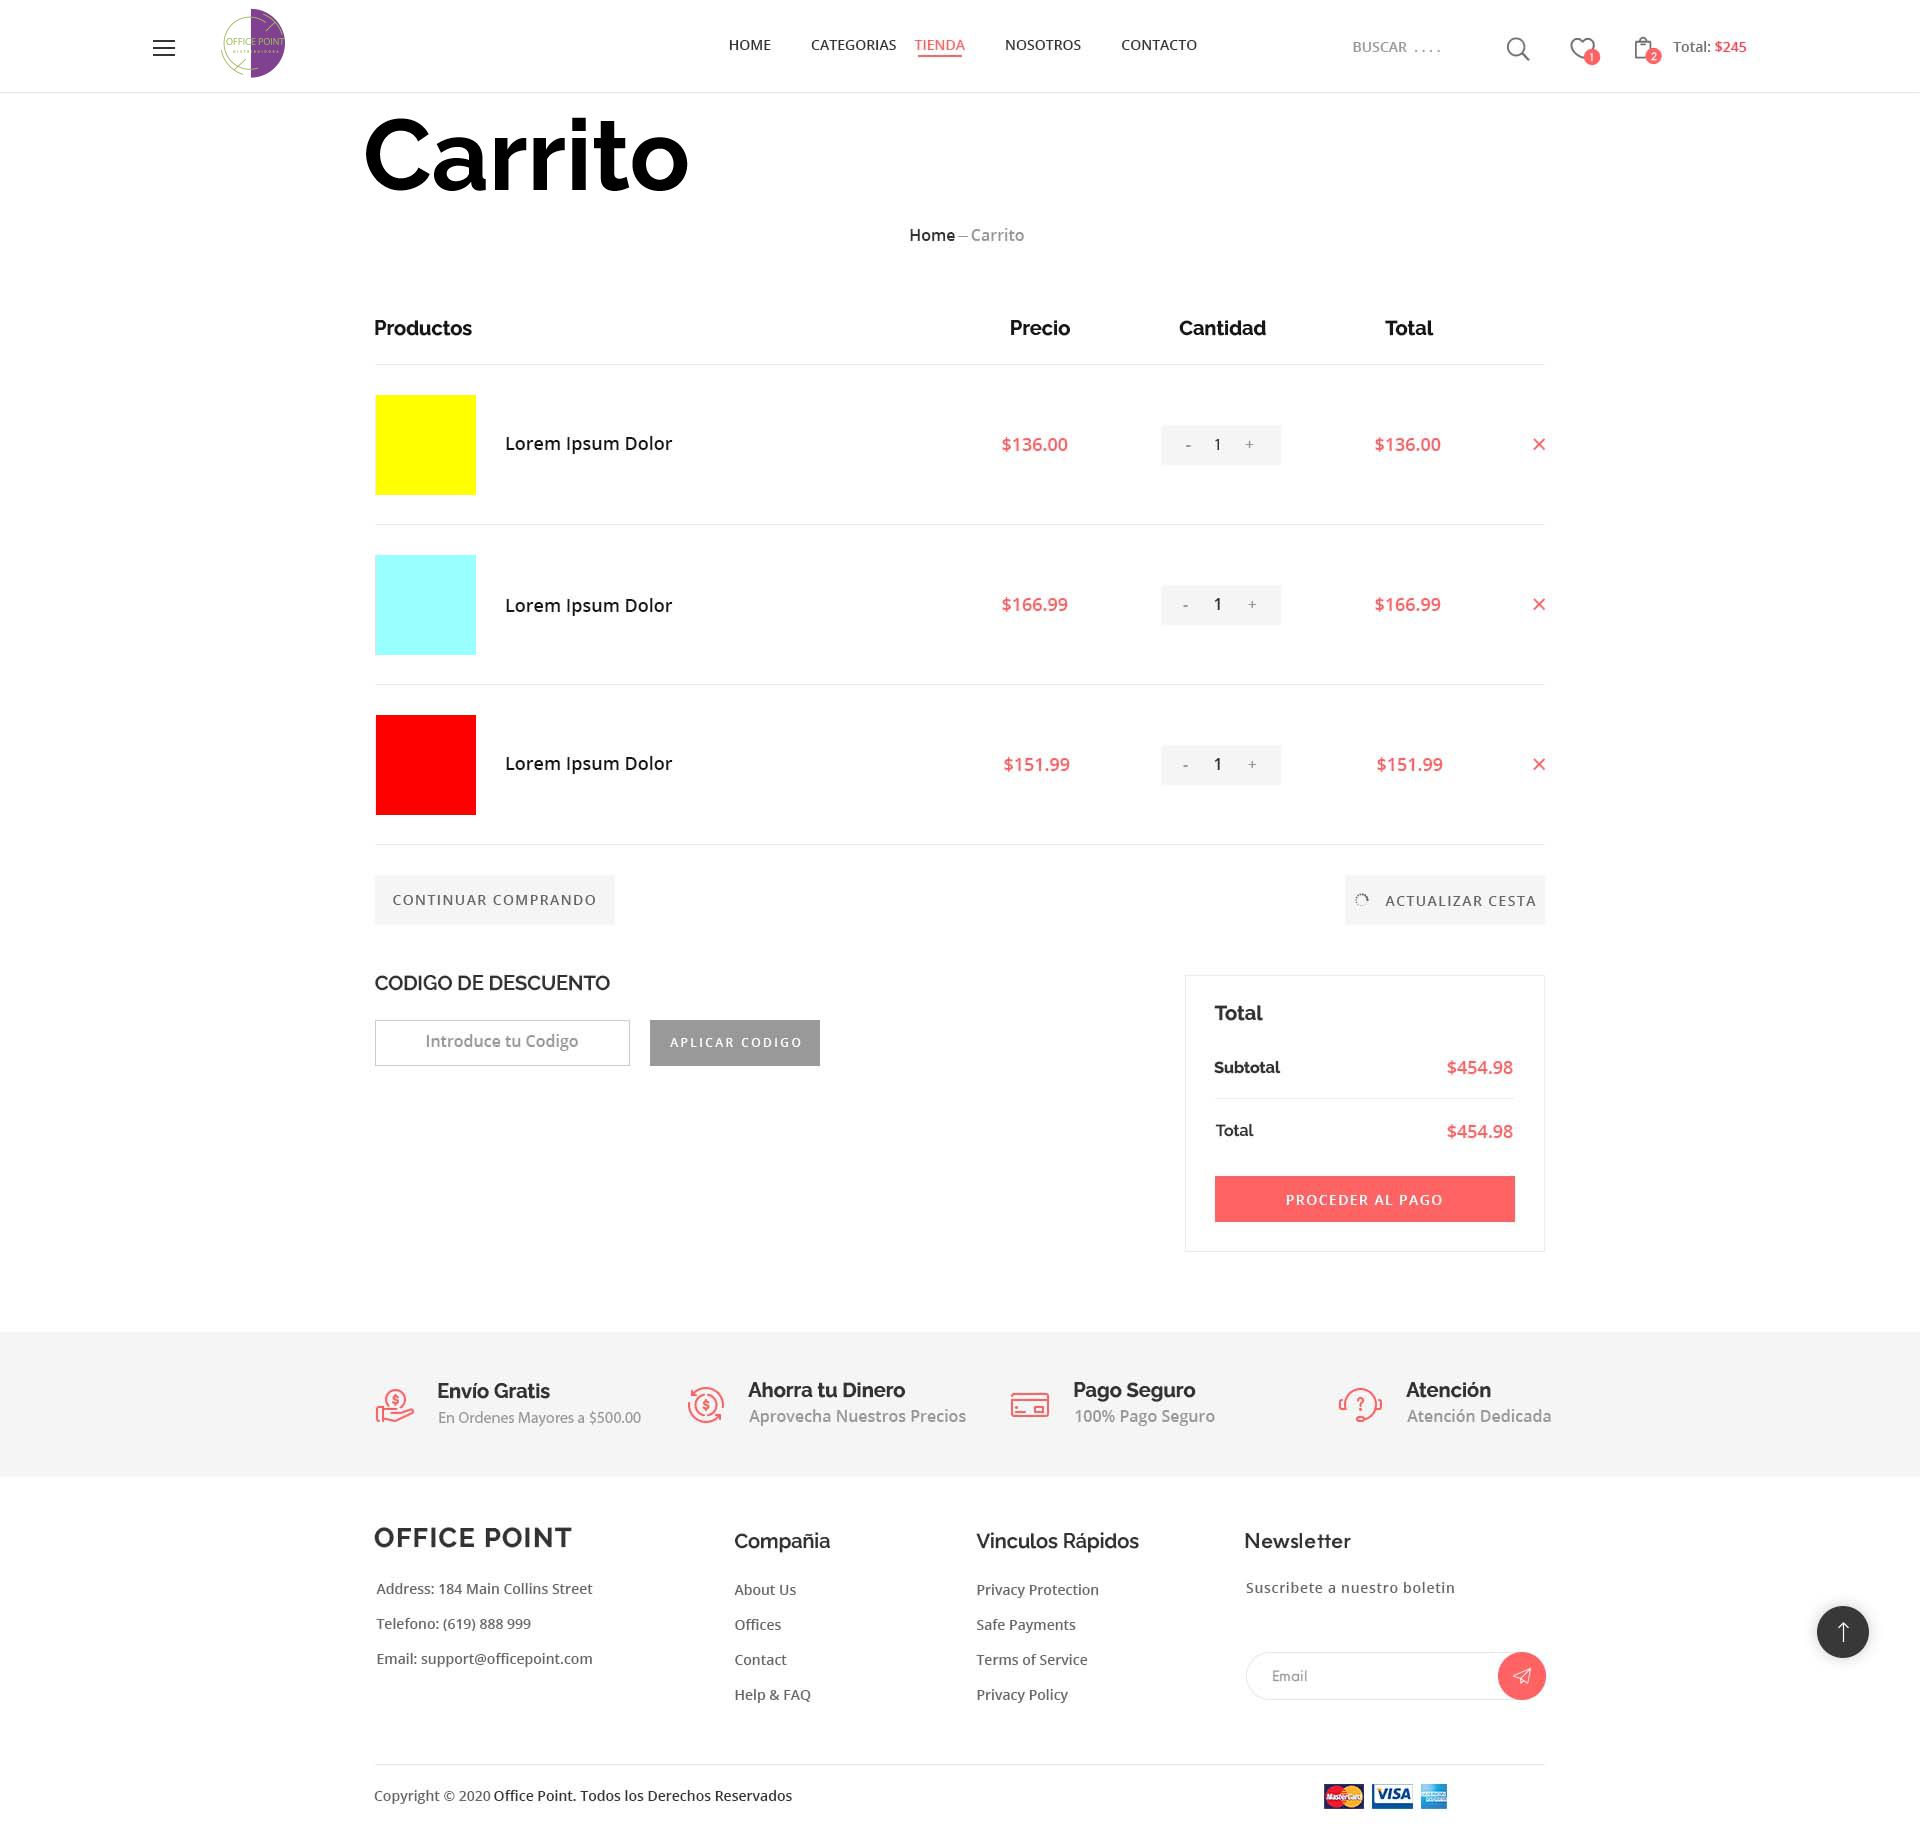 OFFICE POINT
HOME CATEGORIAS TIENDA NOSOTROS CONTACTO BUSCAR .... 1 2 Total: $245
Carrito
Home – Carrito
Productos Precio Cantidad Total
Lorem Ipsum Dolor $136.00 - 1 + $136.00
Lorem Ipsum Dolor $166.99 - 1 + $166.99
Lorem Ipsum Dolor $151.99 - 1 + $151.99
CONTINUAR COMPRANDO ACTUALIZAR CESTA
CODIGO DE DESCUENTO
Introduce tu Codigo APLICAR CODIGO
Total
Subtotal $454.98
Total $454.98
PROCEDER AL PAGO
Envío Gratis
En Ordenes Mayores a $500.00
Ahorra tu Dinero
Aprovecha Nuestros Precios
Pago Seguro
100% Pago Seguro
Atención
Atención Dedicada
OFFICE POINT
Address: 184 Main Collins Street
Telefono: (619) 888 999
Email: support@officepoint.com
Compañia
About Us
Offices
Contact
Help & FAQ
Vinculos Rápidos
Privacy Protection
Safe Payments
Terms of Service
Privacy Policy
Newsletter
Suscribete a nuestro boletin
Email
Copyright © 2020 Office Point. Todos los Derechos Reservados
MasterCard VISA